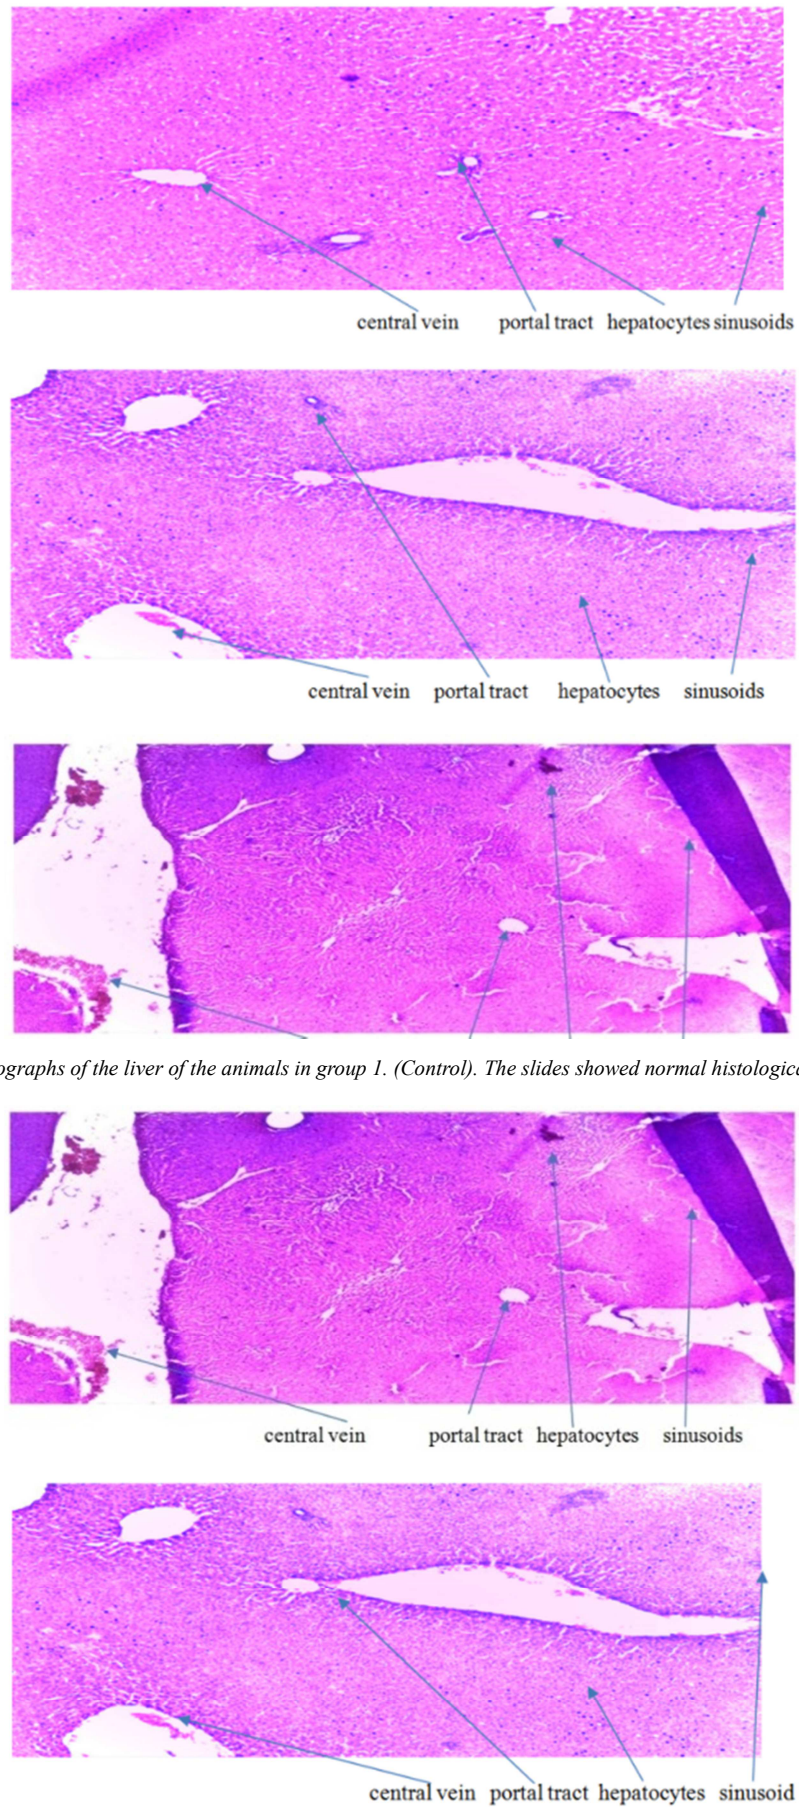 central vein portal tract hepatocytes sinusoids
central vein portal tract hepatocytes sinusoids
ographs of the liver of the animals in group 1. (Control). The slides showed normal
central vein portal tract hepatocytes sinusoids
central vein portal tract hepatocytes sinusoid